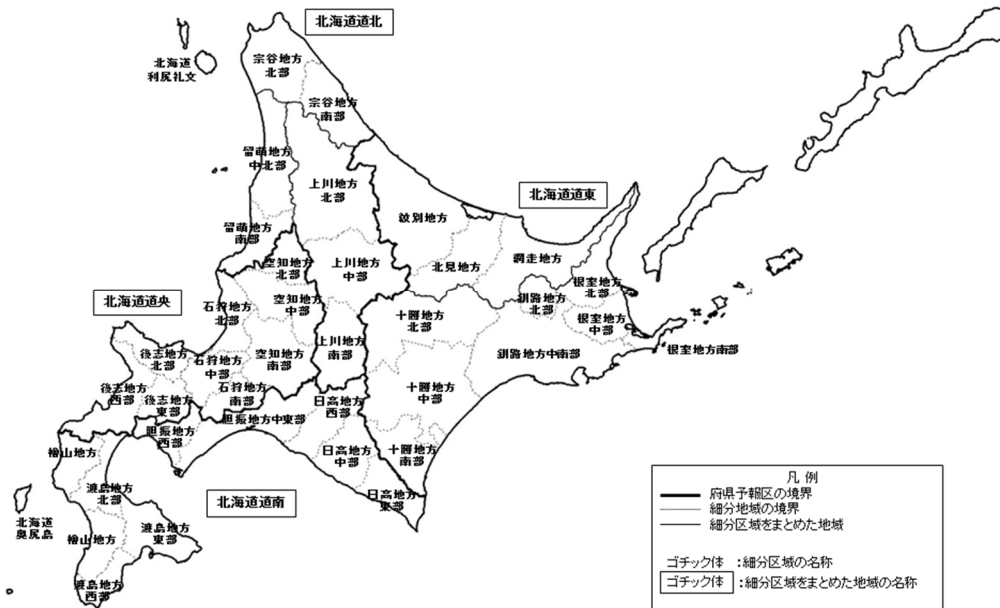 北海道道北
宗谷地方
北部
北海道
利尻礼文
宗谷地方
南部
留萌地方
中北部
上川地方
北部
北海道道東
紋別地方
留萌地方
南部
空知地方
北部
上川地方
中部
北見地方
網走地方
根室地方
北部
釧路地方
北部
北海道道央
石狩地方
北部
空知地方
中部
十勝地方
北部
根室地方
中部
根室地方南部
上川地方
南部
釧路地方中南部
後志地方
北部
石狩地方
中部
空知地方
南部
後志地方
西部
後志地方
東部
石狩地方
南部
十勝地方
中部
日高地方
西部
胆振地方中東部
胆振地方
西部
檜山地方
日高地方
中部
十勝地方
南部
渡島地方
北部
北海道道南
日高地方
東部
北海道
奥尻島
檜山地方
渡島地方
東部
渡島地方
西部
凡 例
府県予報区の境界
細分地域の境界
細分区域をまとめた地域
ゴチック体 :細分区域の名称
ゴチック体 :細分区域をまとめた地域の名称